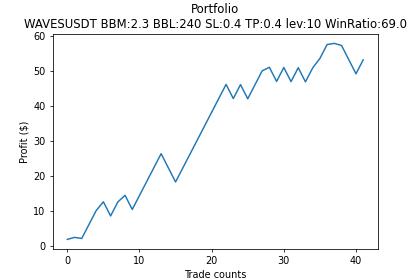 Portfolio
WAVESUSDT BBM:2.3 BBL:240 SL:0.4 TP:0.4 lev:10 WinRatio:69.0
60
50
40
30
20
10
0
Profit ($)
0 10 20 30 40
Trade counts